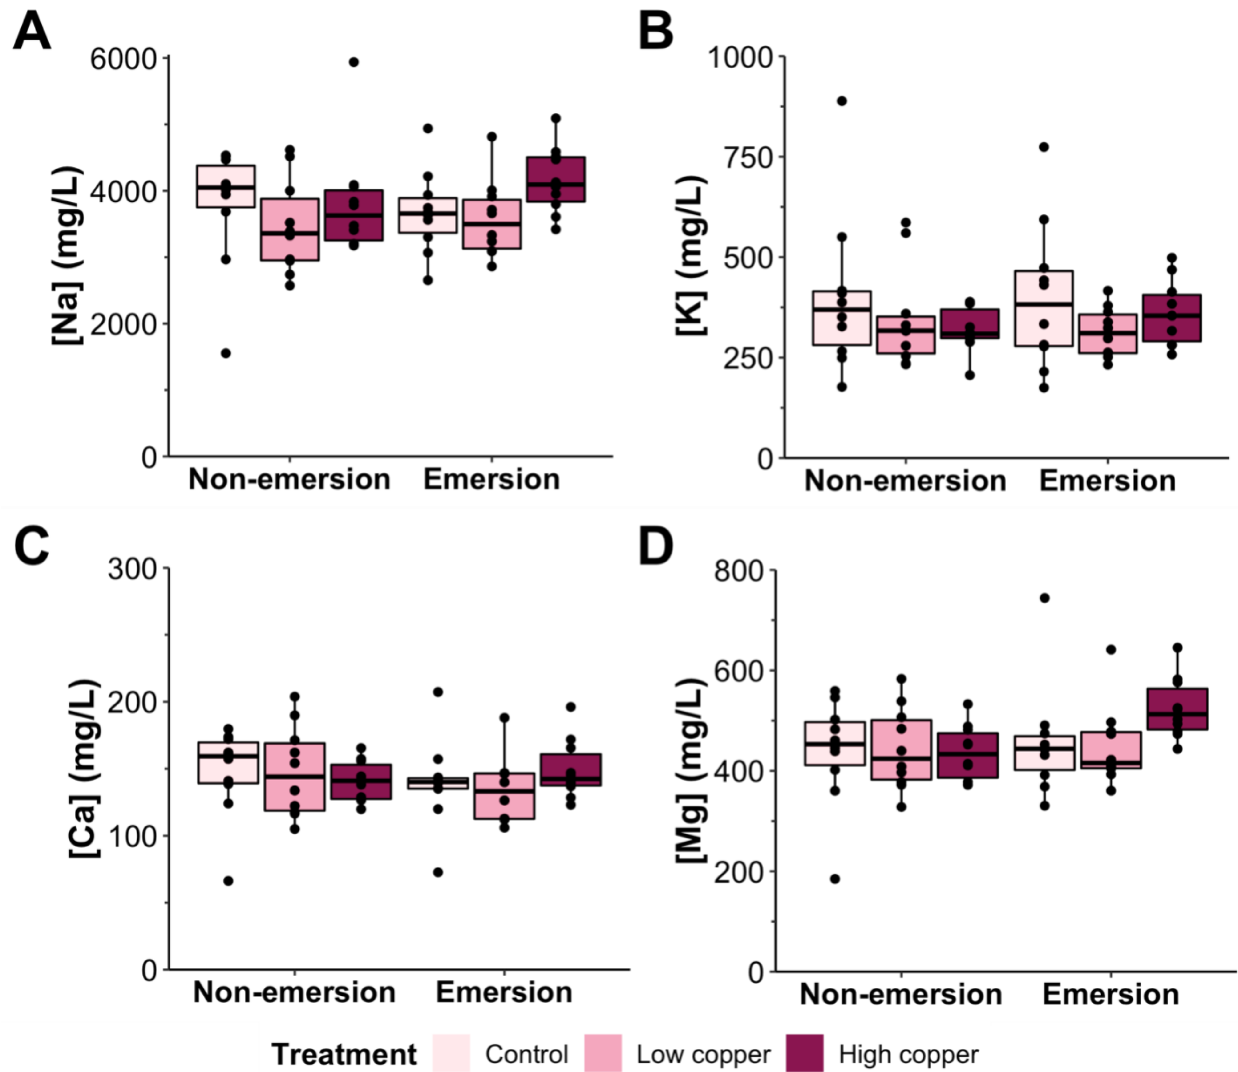 A
[Na] (mg/L)
6000
4000
2000
0
Non-emersion Emersion
B
[K] (mg/L)
1000
750
500
250
0
Non-emersion Emersion
C
[Ca] (mg/L)
300
200
100
0
Non-emersion Emersion
D
[Mg] (mg/L)
800
600
400
200
0
Non-emersion Emersion
Treatment Control Low copper High copper